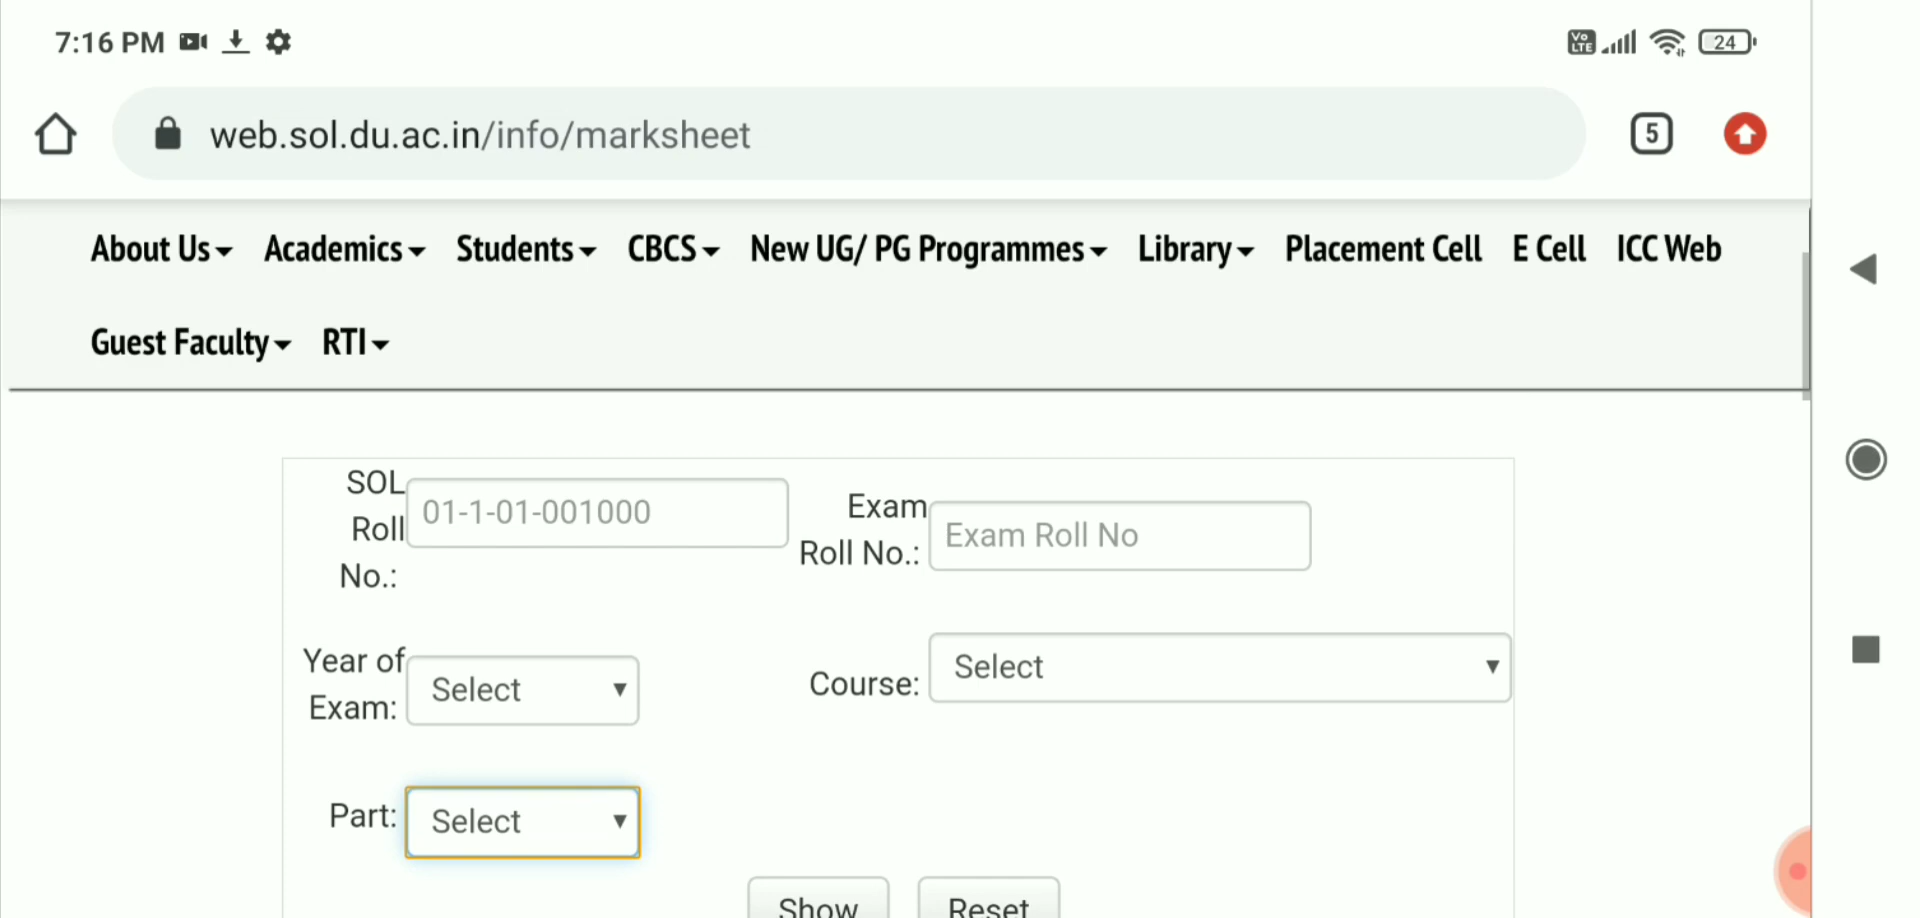 7:16 PM
Vo LTE
24
web.sol.du.ac.in/info/marksheet
5
About Us Academics Students CBCS New UG/ PG Programmes Library Placement Cell E Cell ICC Web
Guest Faculty RTI
SOL Roll No.: 01-1-01-001000
Exam Roll No.: Exam Roll No
Year of Exam: Select
Course: Select
Part: Select
Show Reset